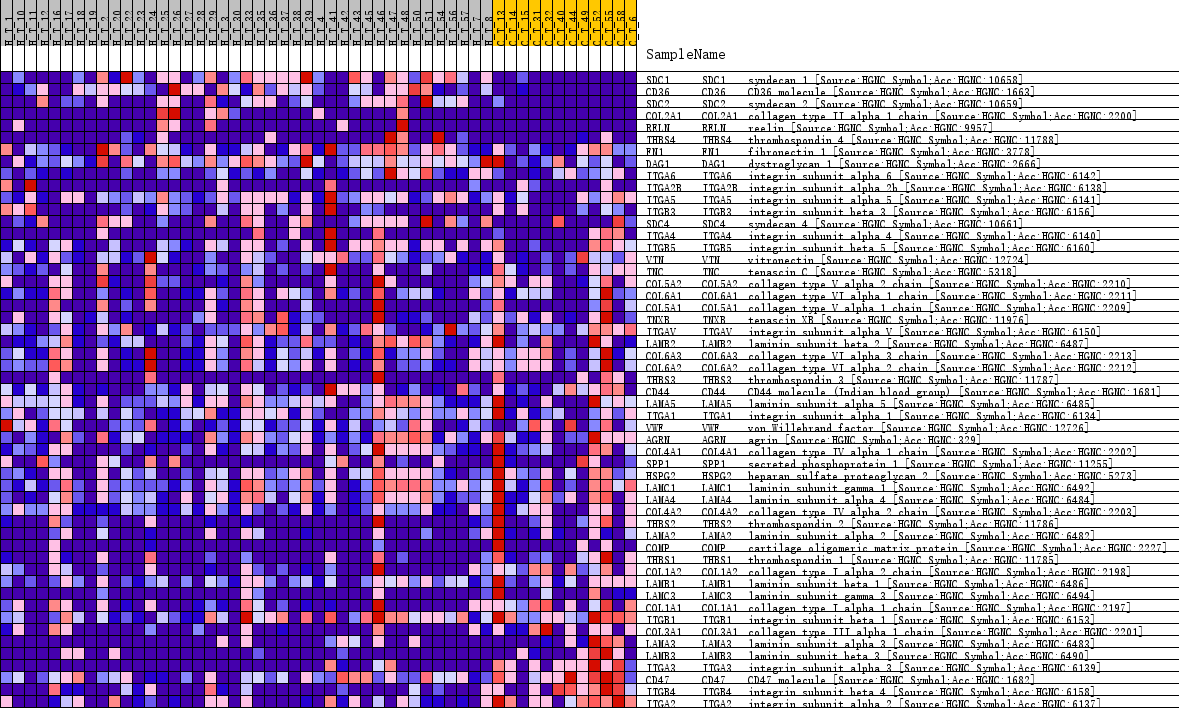 SampleName
SDC1 SDC1 syndecan 1 [Source:HGNC Symbol;Acc:HGNC:10658]
CD36 CD36 CD36 molecule [Source:HGNC Symbol;Acc:HGNC:1663]
SDC2 SDC2 syndecan 2 [Source:HGNC Symbol;Acc:HGNC:10659]
COL2A1 COL2A1 collagen type II alpha 1 chain [Source:HGNC Symbol;Acc:HGNC:2200]
RELN RELN reelin [Source:HGNC Symbol;Acc:HGNC:9957]
THBS4 THBS4 thrombospondin 4 [Source:HGNC Symbol;Acc:HGNC:11788]
FN1 FN1 fibronectin 1 [Source:HGNC Symbol;Acc:HGNC:3778]
DAG1 DAG1 dystroglycan 1 [Source:HGNC Symbol;Acc:HGNC:2666]
ITGA6 ITGA6 integrin subunit alpha 6 [Source:HGNC Symbol;Acc:HGNC:6142]
ITGA2B ITGA2B integrin subunit alpha 2b [Source:HGNC Symbol;Acc:HGNC:6138]
ITGA5 ITGA5 integrin subunit alpha 5 [Source:HGNC Symbol;Acc:HGNC:6141]
ITGB3 ITGB3 integrin subunit beta 3 [Source:HGNC Symbol;Acc:HGNC:6156]
SDC4 SDC4 syndecan 4 [Source:HGNC Symbol;Acc:HGNC:10661]
ITGA4 ITGA4 integrin subunit alpha 4 [Source:HGNC Symbol;Acc:HGNC:6140]
ITGB5 ITGB5 integrin subunit beta 5 [Source:HGNC Symbol;Acc:HGNC:6160]
VTN VTN vitronectin [Source:HGNC Symbol;Acc:HGNC:12724]
TNC TNC tenascin C [Source:HGNC Symbol;Acc:HGNC:5318]
COL5A2 COL5A2 collagen type V alpha 2 chain [Source:HGNC Symbol;Acc:HGNC:2210]
COL6A1 COL6A1 collagen type VI alpha 1 chain [Source:HGNC Symbol;Acc:HGNC:2211]
COL5A1 COL5A1 collagen type V alpha 1 chain [Source:HGNC Symbol;Acc:HGNC:2209]
TNXB TNXB tenascin XB [Source:HGNC Symbol;Acc:HGNC:11976]
ITGAV ITGAV integrin subunit alpha V [Source:HGNC Symbol;Acc:HGNC:6150]
LAMB2 LAMB2 laminin subunit beta 2 [Source:HGNC Symbol;Acc:HGNC:6487]
COL6A3 COL6A3 collagen type VI alpha 3 chain [Source:HGNC Symbol;Acc:HGNC:2213]
COL6A2 COL6A2 collagen type VI alpha 2 chain [Source:HGNC Symbol;Acc:HGNC:2212]
THBS3 THBS3 thrombospondin 3 [Source:HGNC Symbol;Acc:HGNC:11787]
CD44 CD44 CD44 molecule (Indian blood group) [Source:HGNC Symbol;Acc:HGNC:1681]
LAMA5 LAMA5 laminin subunit alpha 5 [Source:HGNC Symbol;Acc:HGNC:6485]
ITGA1 ITGA1 integrin subunit alpha 1 [Source:HGNC Symbol;Acc:HGNC:6134]
VWF VWF von Willebrand factor [Source:HGNC Symbol;Acc:HGNC:12726]
AGRN AGRN agrin [Source:HGNC Symbol;Acc:HGNC:329]
COL4A1 COL4A1 collagen type IV alpha 1 chain [Source:HGNC Symbol;Acc:HGNC:2202]
SPP1 SPP1 secreted phosphoprotein 1 [Source:HGNC Symbol;Acc:HGNC:11255]
HSPG2 HSPG2 heparan sulfate proteoglycan 2 [Source:HGNC Symbol;Acc:HGNC:5273]
LAMC1 LAMC1 laminin subunit gamma 1 [Source:HGNC Symbol;Acc:HGNC:6492]
LAMA4 LAMA4 laminin subunit alpha 4 [Source:HGNC Symbol;Acc:HGNC:6484]
COL4A2 COL4A2 collagen type IV alpha 2 chain [Source:HGNC Symbol;Acc:HGNC:2203]
THBS2 THBS2 thrombospondin 2 [Source:HGNC Symbol;Acc:HGNC:11786]
LAMA2 LAMA2 laminin subunit alpha 2 [Source:HGNC Symbol;Acc:HGNC:6482]
COMP COMP cartilage oligomeric matrix protein [Source:HGNC Symbol;Acc:HGNC:2227]
THBS1 THBS1 thrombospondin 1 [Source:HGNC Symbol;Acc:HGNC:11785]
COL1A2 COL1A2 collagen type I alpha 2 chain [Source:HGNC Symbol;Acc:HGNC:2198]
LAMB1 LAMB1 laminin subunit beta 1 [Source:HGNC Symbol;Acc:HGNC:6486]
LAMC3 LAMC3 laminin subunit gamma 3 [Source:HGNC Symbol;Acc:HGNC:6494]
COL1A1 COL1A1 collagen type I alpha 1 chain [Source:HGNC Symbol;Acc:HGNC:2197]
ITGB1 ITGB1 integrin subunit beta 1 [Source:HGNC Symbol;Acc:HGNC:6153]
COL3A1 COL3A1 collagen type III alpha 1 chain [Source:HGNC Symbol;Acc:HGNC:2201]
LAMA3 LAMA3 laminin subunit alpha 3 [Source:HGNC Symbol;Acc:HGNC:6483]
LAMB3 LAMB3 laminin subunit beta 3 [Source:HGNC Symbol;Acc:HGNC:6490]
ITGA3 ITGA3 integrin subunit alpha 3 [Source:HGNC Symbol;Acc:HGNC:6139]
CD47 CD47 CD47 molecule [Source:HGNC Symbol;Acc:HGNC:1682]
ITGB4 ITGB4 integrin subunit beta 4 [Source:HGNC Symbol;Acc:HGNC:6158]
ITGA2 ITGA2 integrin subunit alpha 2 [Source:HGNC Symbol;Acc:HGNC:6137]